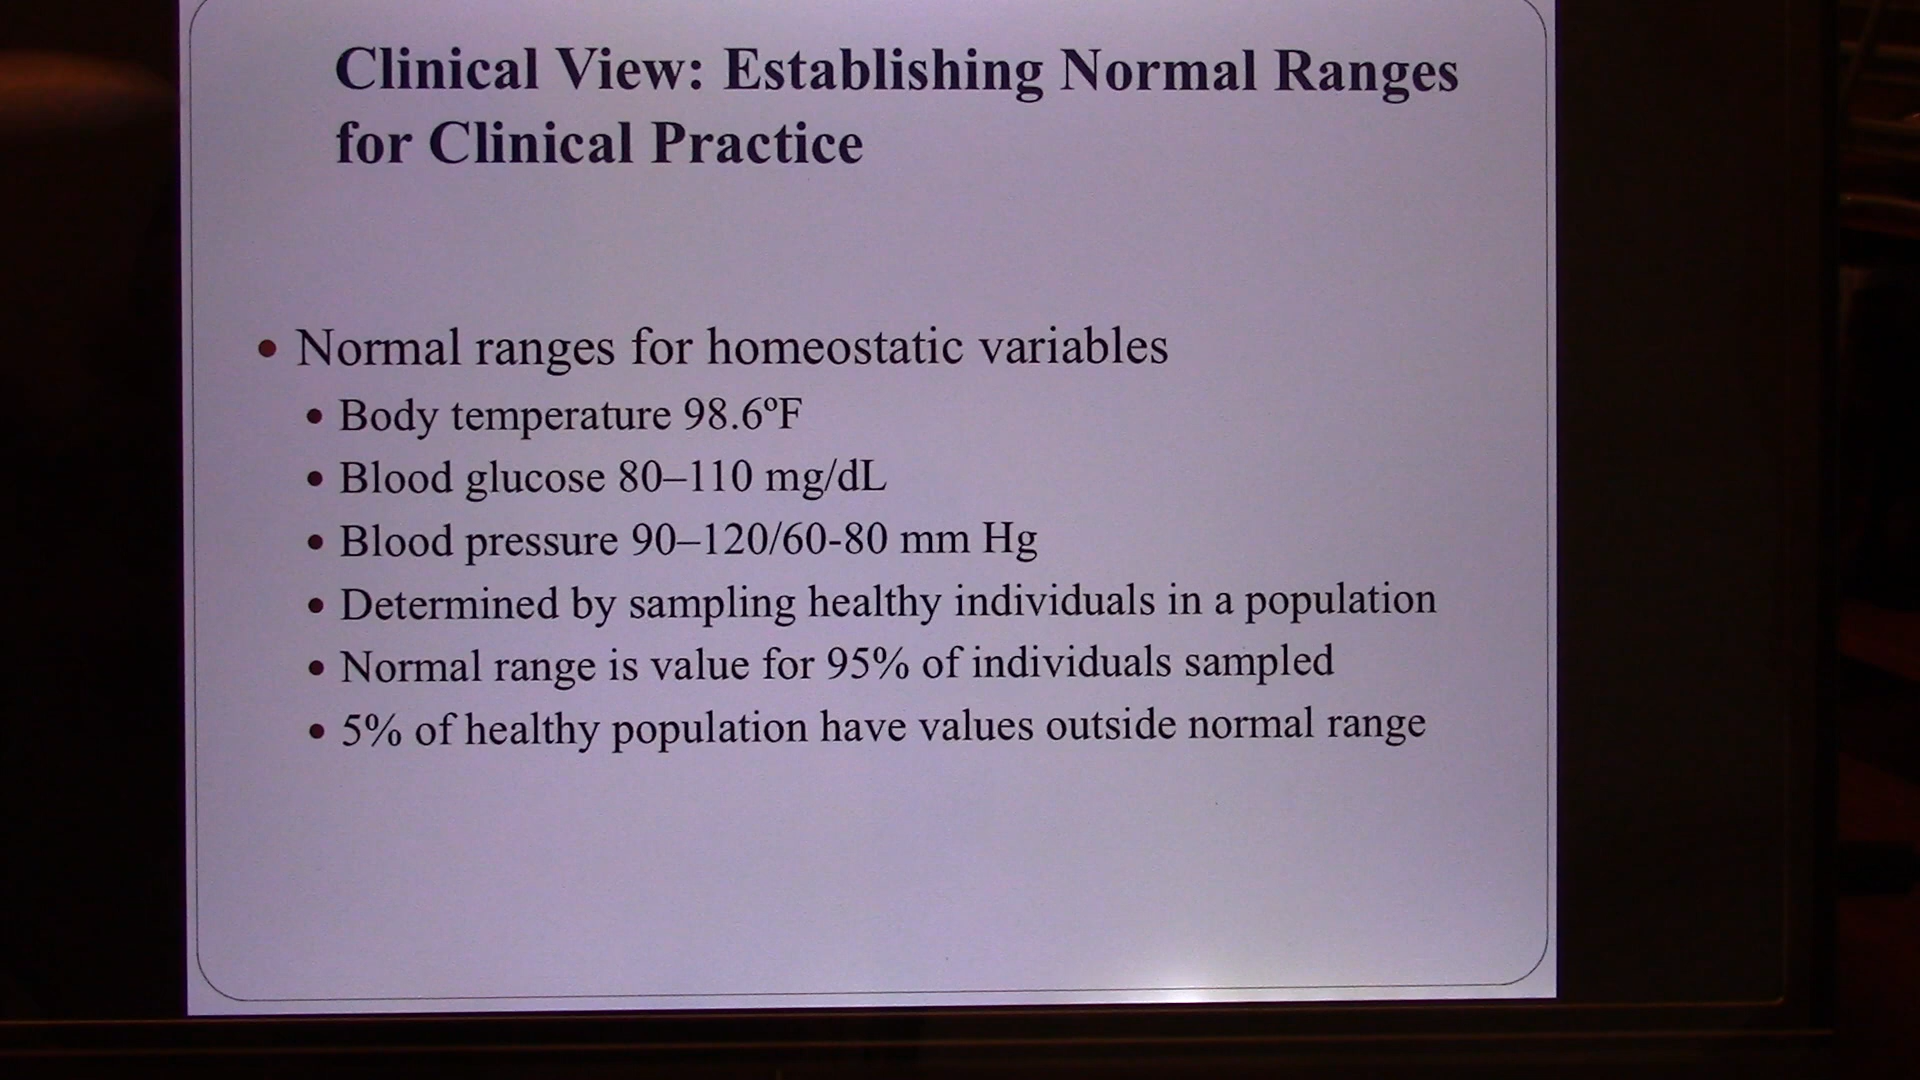 Clinical View: Establishing Normal Ranges
for Clinical Practice
• Normal ranges for homeostatic variables
• Body temperature 98.6ºF
• Blood glucose 80–110 mg/dL
• Blood pressure 90–120/60-80 mm Hg
• Determined by sampling healthy individuals in a population
• Normal range is value for 95% of individuals sampled
• 5% of healthy population have values outside normal range